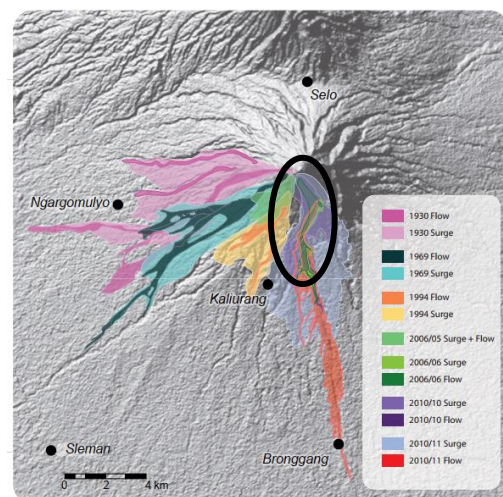 Selo
Ngargomulyo
Kaliurang
Sleman
Bronggang
0 2 4 km
1930 Flow
1930 Surge
1969 Flow
1969 Surge
1994 Flow
1994 Surge
2006/05 Surge + Flow
2006/06 Surge
2006/06 Flow
2010/10 Surge
2010/10 Flow
2010/11 Surge
2010/11 Flow